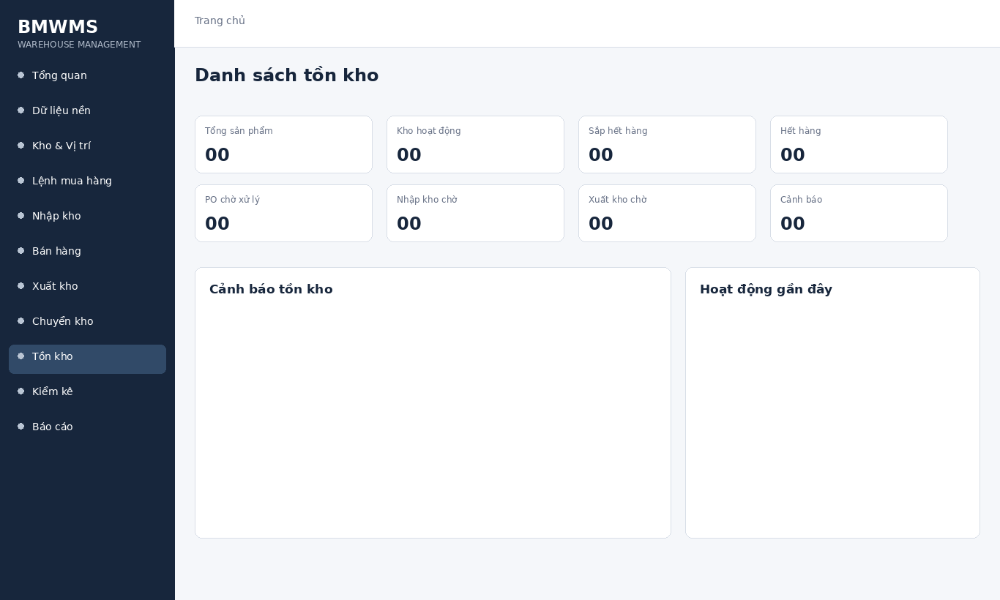 BMWMS
WAREHOUSE MANAGEMENT
Tổng quan
Dữ liệu nền
Kho & Vị trí
Lệnh mua hàng
Nhập kho
Bán hàng
Xuất kho
Chuyển kho
Tồn kho
Kiểm kê
Báo cáo
Trang chủ
Danh sách tồn kho
Tổng sản phẩm
00
Kho hoạt động
00
Sắp hết hàng
00
Hết hàng
00
PO chờ xử lý
00
Nhập kho chờ
00
Xuất kho chờ
00
Cảnh báo
00
Cảnh báo tồn kho
Hoạt động gần đây